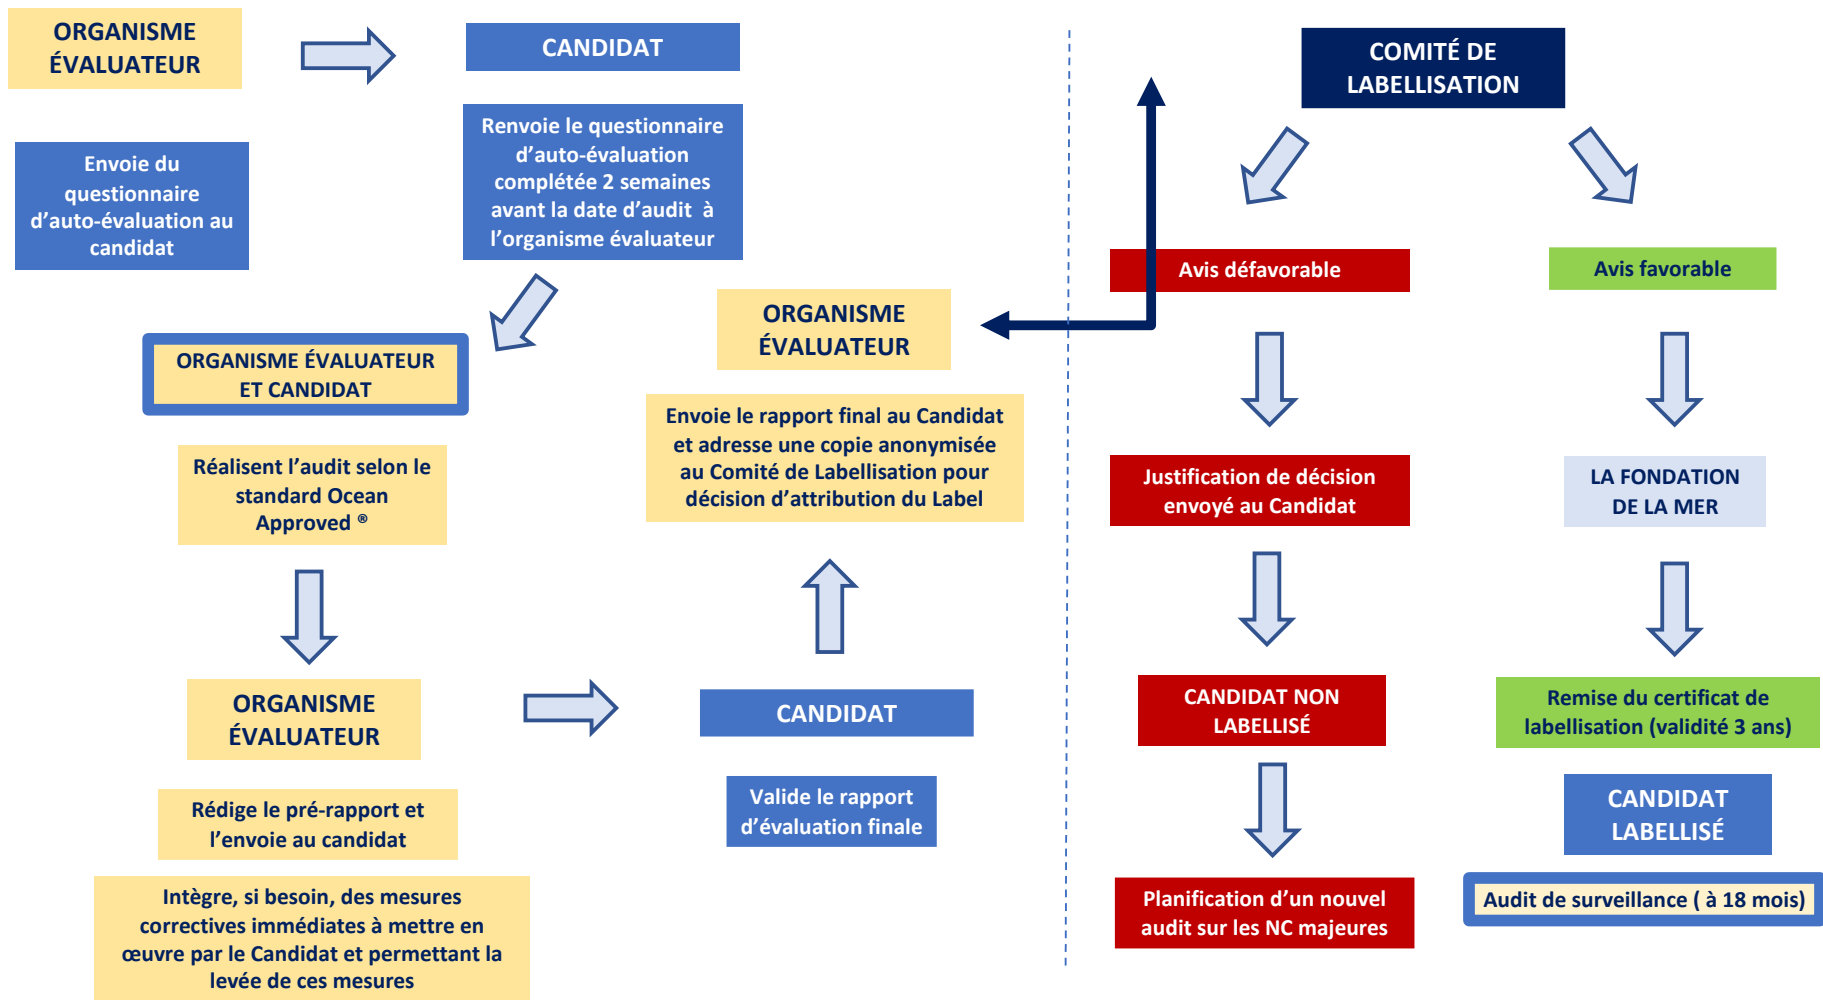 ORGANISME
ÉVALUATEUR
Envoie du
questionnaire
d'auto-évaluation au
candidat
CANDIDAT
Renvoie le questionnaire
d'auto-évaluation
complétée 2 semaines
avant la date d'audit à
l'organisme évaluateur
ORGANISME ÉVALUATEUR
ET CANDIDAT
Réalisent l'audit selon le
standard Ocean
Approved ®
ORGANISME
ÉVALUATEUR
Rédige le pré-rapport et
l'envoie au candidat
Intègre, si besoin, des mesures
correctives immédiates à mettre en
œuvre par le Candidat et permettant la
levée de ces mesures
CANDIDAT
Valide le rapport
d'évaluation finale
ORGANISME
ÉVALUATEUR
Envoie le rapport final au Candidat
et adresse une copie anonymisée
au Comité de Labellisation pour
décision d'attribution du Label
COMITÉ DE
LABELLISATION
Avis défavorable
Justification de décision
envoyé au Candidat
CANDIDAT NON
LABELLISÉ
Planification d'un nouvel
audit sur les NC majeures
Avis favorable
LA FONDATION
DE LA MER
Remise du certificat de
labellisation (validité 3 ans)
CANDIDAT
LABELLISÉ
Audit de surveillance ( à 18 mois)